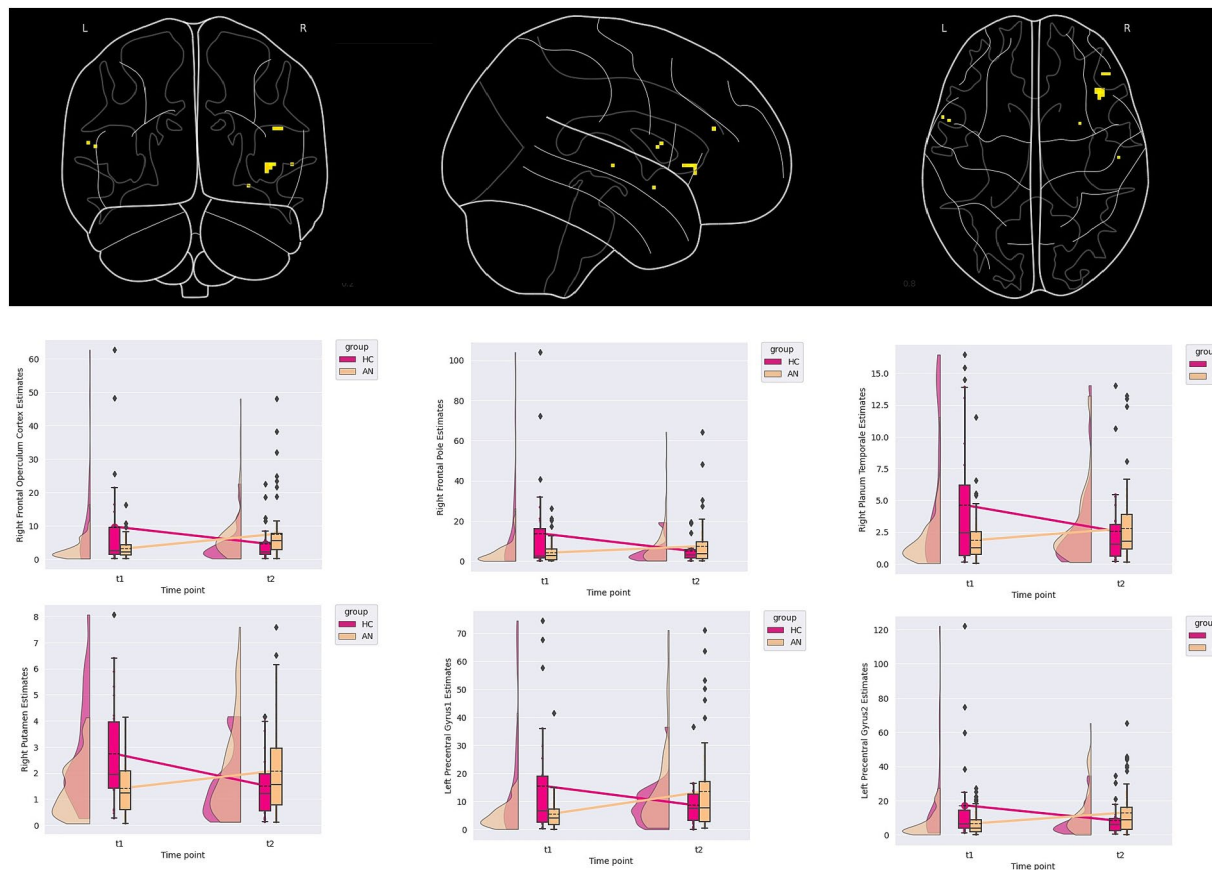 L R
L R
0.8
group
HC
AN
60
50
40
30
20
10
0
Right Frontal Operculum Cortex Estimates
t1 t2
Time point
group
HC
AN
100
80
60
40
20
0
Right Frontal Pole Estimates
t1 t2
Time point
grou
15.0
12.5
10.0
7.5
5.0
2.5
0.0
Right Planum Temporale Estimates
t1 t2
Time point
group
HC
AN
8
7
6
5
4
3
2
1
0
Right Putamen Estimates
t1 t2
Time point
group
HC
AN
70
60
50
40
30
20
10
0
Left Precentral Gyrus1 Estimates
t1 t2
Time point
grou
120
100
80
60
40
20
0
Left Precentral Gyrus2 Estimates
t1 t2
Time point